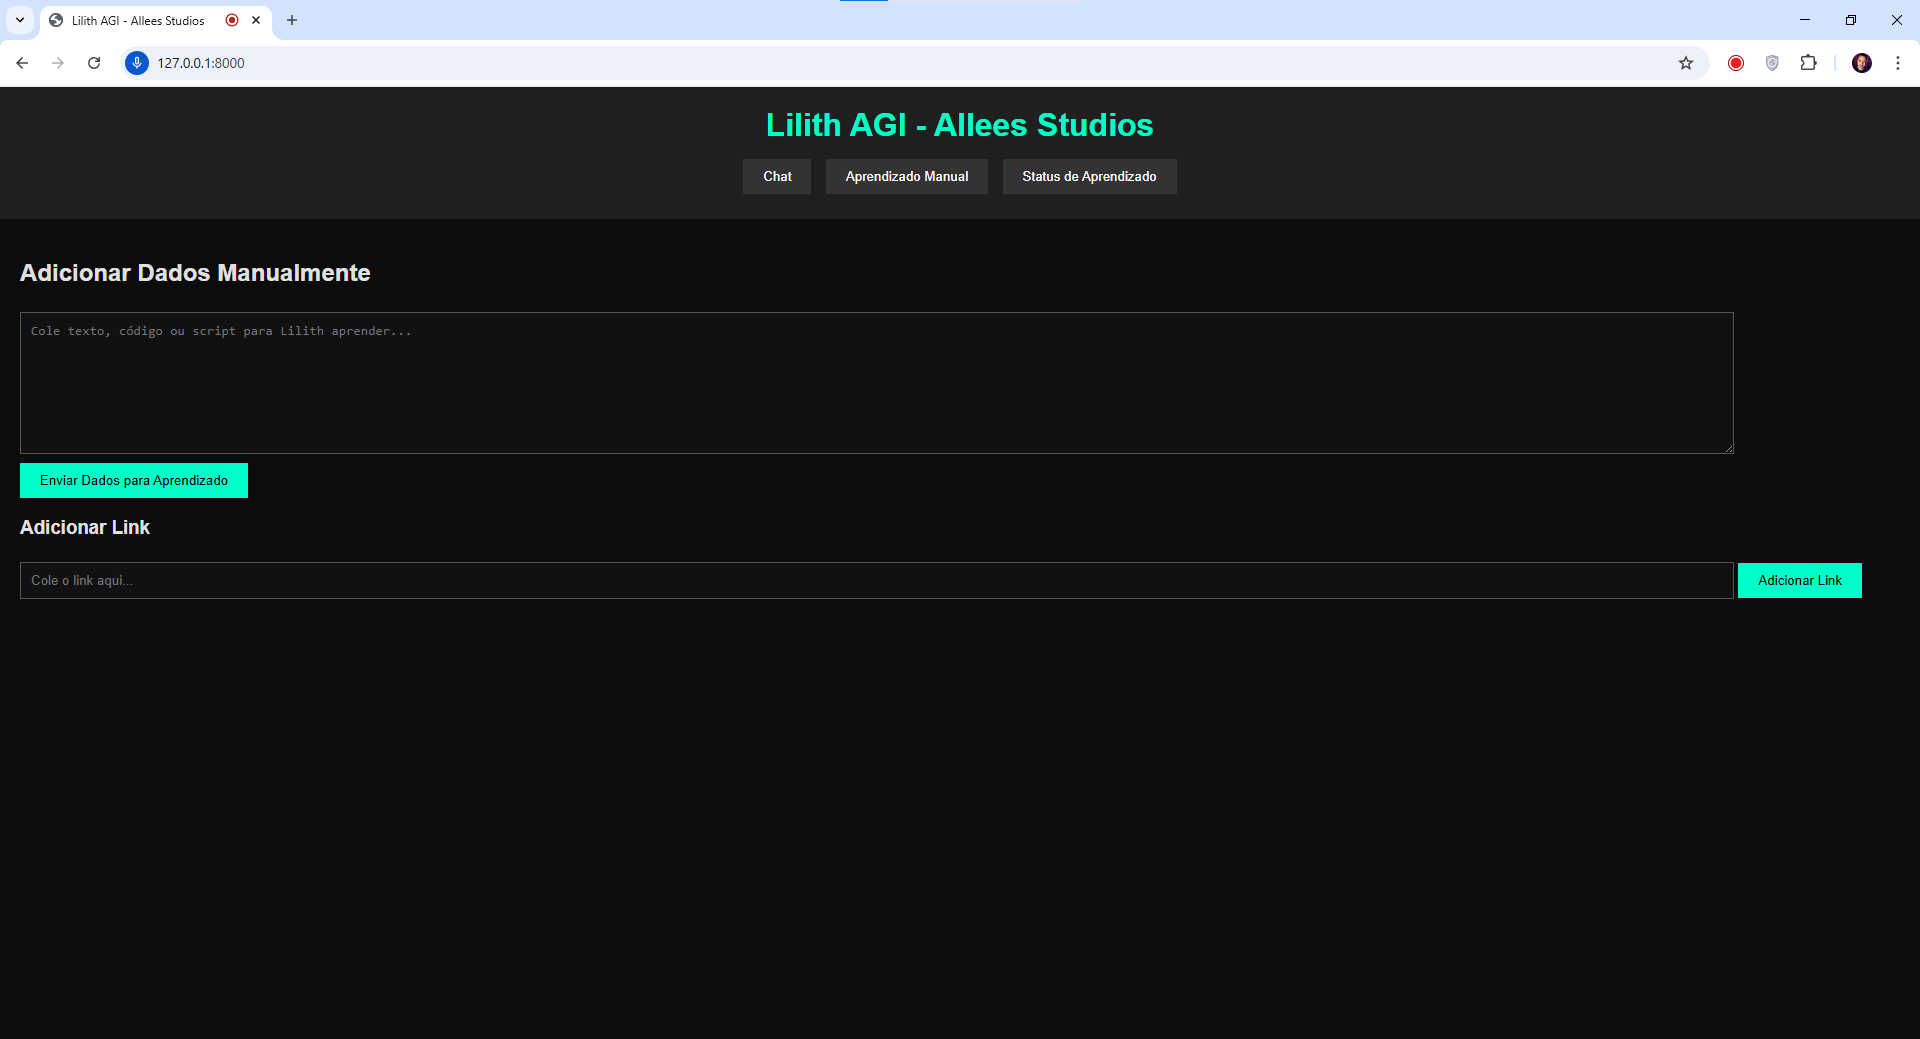 Lilith AGI - Allees Studios
127.0.0.1:8000
Lilith AGI - Allees Studios
Chat
Aprendizado Manual
Status de Aprendizado
Adicionar Dados Manualmente
Cole texto, código ou script para Lilith aprender...
Enviar Dados para Aprendizado
Adicionar Link
Cole o link aqui...
Adicionar Link